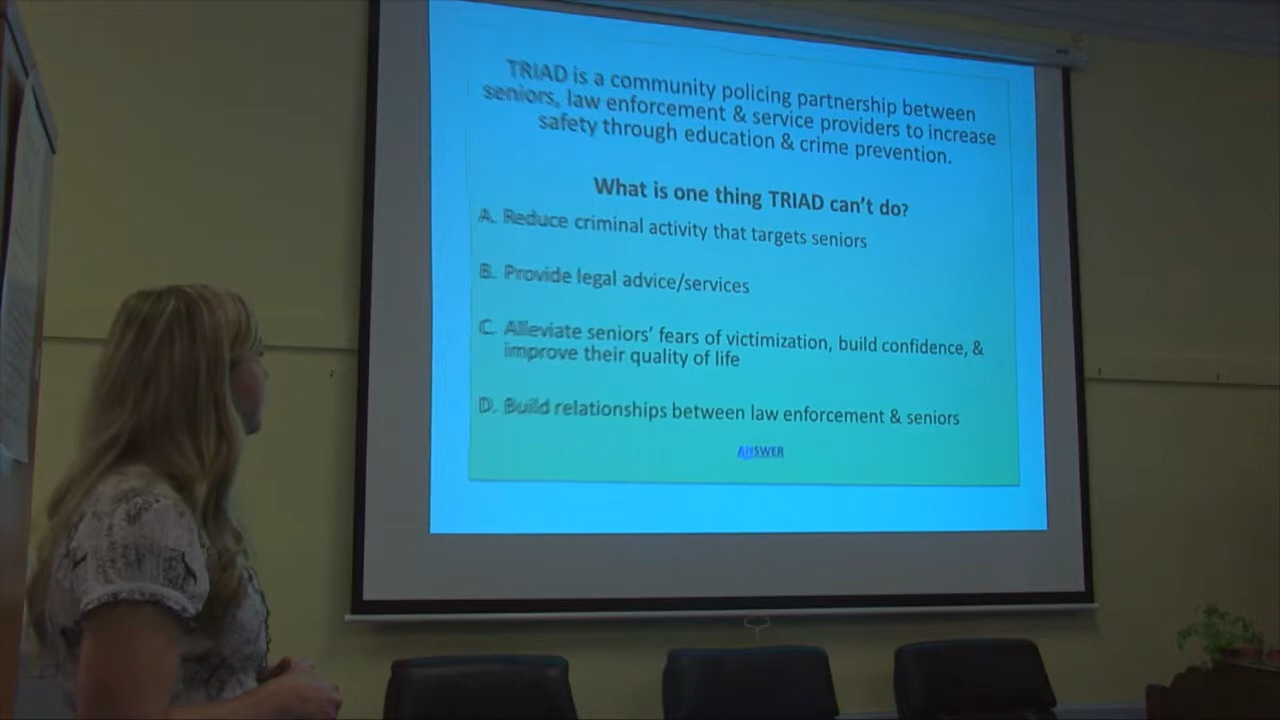 TRIAD is a community policing partnership between
seniors, law enforcement & service providers to increase
safety through education & crime prevention.
What is one thing TRIAD can't do?
A. Reduce criminal activity that targets seniors
B. Provide legal advice/services
C. Alleviate seniors' fears of victimization, build confidence, &
improve their quality of life
D. Build relationships between law enforcement & seniors
ANSWER